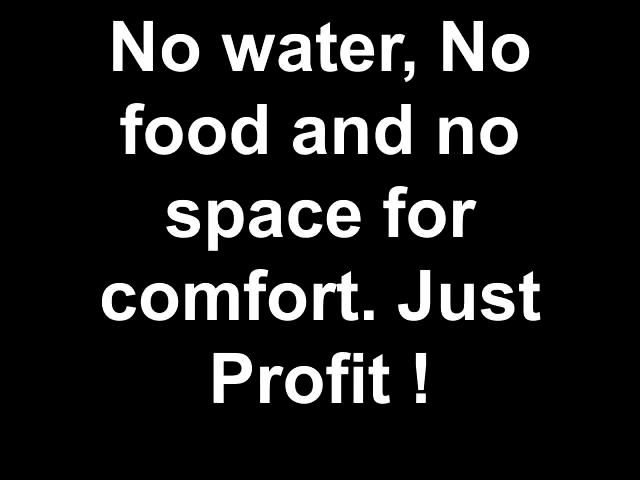 No water, No
food and no
space for
comfort. Just
Profit !